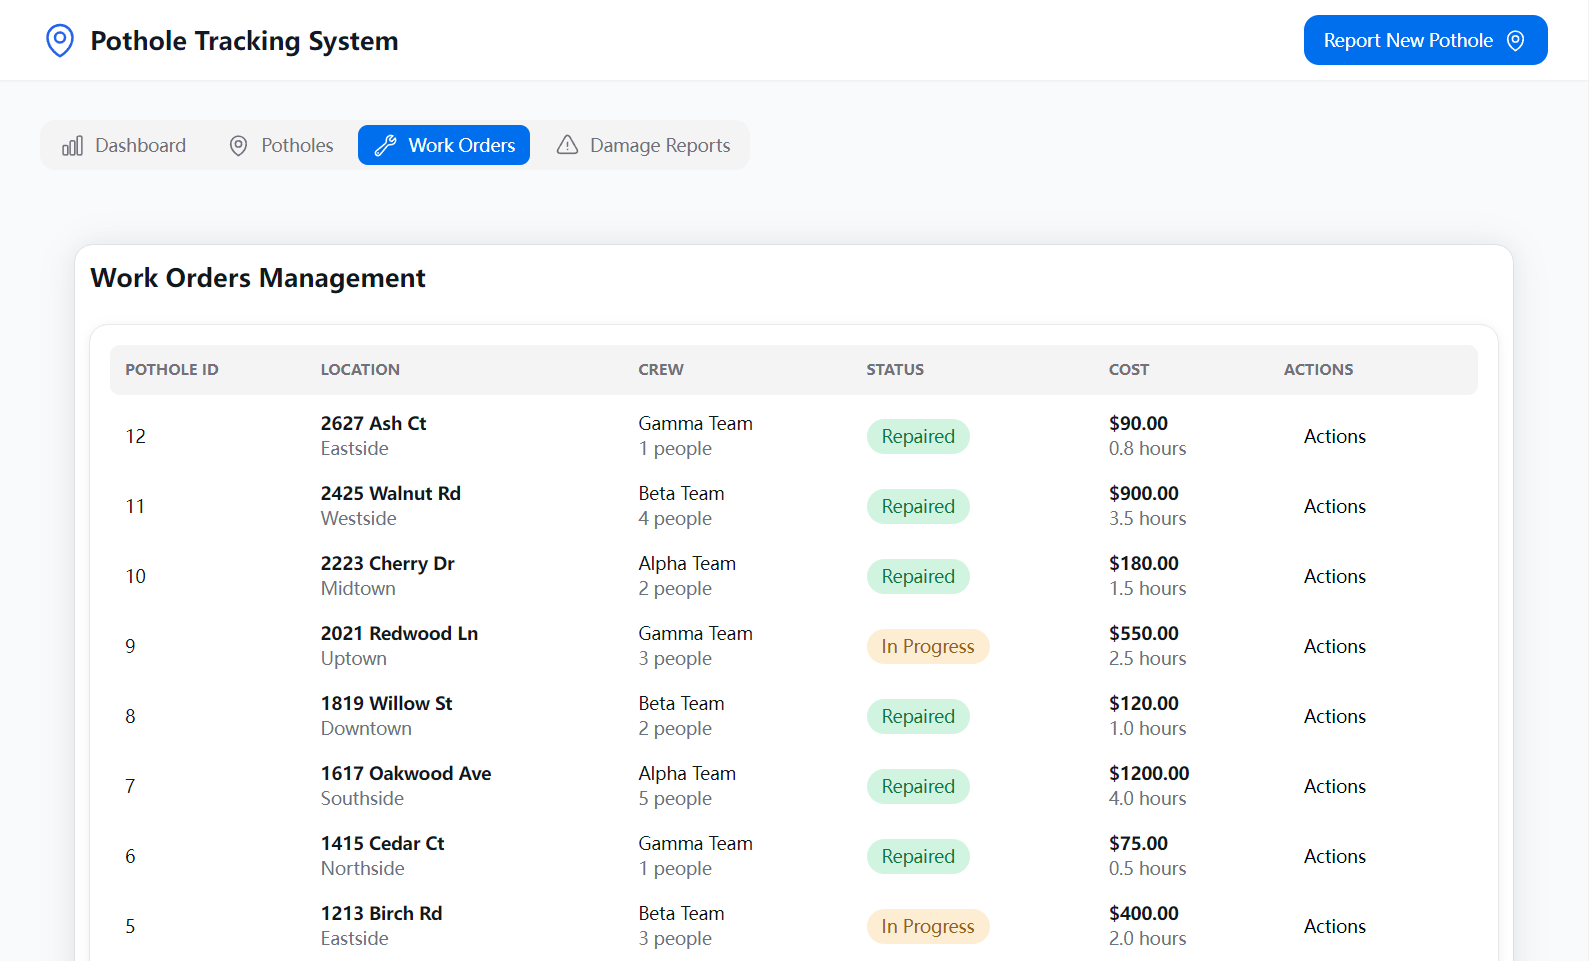 Pothole Tracking System
Report New Pothole
Dashboard
Potholes
Work Orders
Damage Reports
Work Orders Management
POTHOLE ID LOCATION CREW STATUS COST ACTIONS
12 2627 Ash Ct Gamma Team Repaired $90.00 Actions
Eastside 1 people 0.8 hours
11 2425 Walnut Rd Beta Team Repaired $900.00 Actions
Westside 4 people 3.5 hours
10 2223 Cherry Dr Alpha Team Repaired $180.00 Actions
Midtown 2 people 1.5 hours
9 2021 Redwood Ln Gamma Team In Progress $550.00 Actions
Uptown 3 people 2.5 hours
8 1819 Willow St Beta Team Repaired $120.00 Actions
Downtown 2 people 1.0 hours
7 1617 Oakwood Ave Alpha Team Repaired $1200.00 Actions
Southside 5 people 4.0 hours
6 1415 Cedar Ct Gamma Team Repaired $75.00 Actions
Northside 1 people 0.5 hours
5 1213 Birch Rd Beta Team In Progress $400.00 Actions
Eastside 3 people 2.0 hours